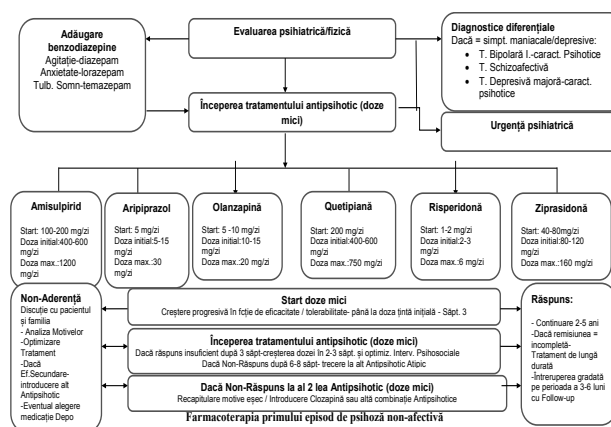 Adăugare
benzodiazepine
Agitație-diazepam
Anxietate-lorazepam
Tulb. Somn-temazepam
Evaluarea psihiatrică/fizică
Diagnostice diferențiale
Dacă = simpt. maniacale/depresive:
• T. Bipolară I.-caract. Psihotice
• T. Schizoafectivă
• T. Depresivă majoră-caract.
psihotice
Începerea tratamentului antipsihotic (doze
mici)
Urgență psihiatrică
Amisulpirid
Start: 100-200 mg/zi
Doza initial:400-600
mg/zi
Doza max.:1200
mg/zi
Aripiprazol
Start: 5 mg/zi
Doza initial:5-15
mg/zi
Doza max.:30
mg/zi
Olanzapină
Start: 5 -10 mg/zi
Doza initial:10-15
mg/zi
Doza max.:20 mg/zi
Quetipiană
Start: 200 mg/zi
Doza initial:400-600
mg/zi
Doza max.:750 mg/zi
Risperidonă
Start: 1-2 mg/zi
Doza initial:2-3
mg/zi
Doza max.:6 mg/zi
Ziprasidonă
Start: 40-80mg/zi
Doza initial:80-120
mg/zi
Doza max.:160 mg/zi
Non-Aderență
Discuție cu pacientul
și familia
- Analiza Motivelor
-Optimizare
Tratament
-Dacă
Ef.Secundare-
introducere alt
Antipsihotic
-Eventual alegere
medicație Depo
Start doze mici
Creștere progresivă în fcție de eficacitate / tolerabilitate- până la doza țintă initială - Săpt. 3
Începerea tratamentului antipsihotic (doze mici)
Dacă răspuns insuficient după 3 săpt-creșterea dozei în 2-3 săpt. și optimiz. Interv. Psihosociale
Dacă Non-Răspuns după 6-8 săpt- trecere la alt Antipsihotic Atipic
Dacă Non-Răspuns la al 2 lea Antipsihotic (doze mici)
Recapitulare motive eșec / Introducere Clozapină sau altă combinație Antipsihotice
Răspuns:
- Continuare 2-5 ani
-Dacă remisiunea =
incompletă-
Tratament de lungă
durată
-Întreruperea gradată
pe perioada a 3-6 luni
cu Follow-up
Farmacoterapia primului episod de psihoză non-afectivă